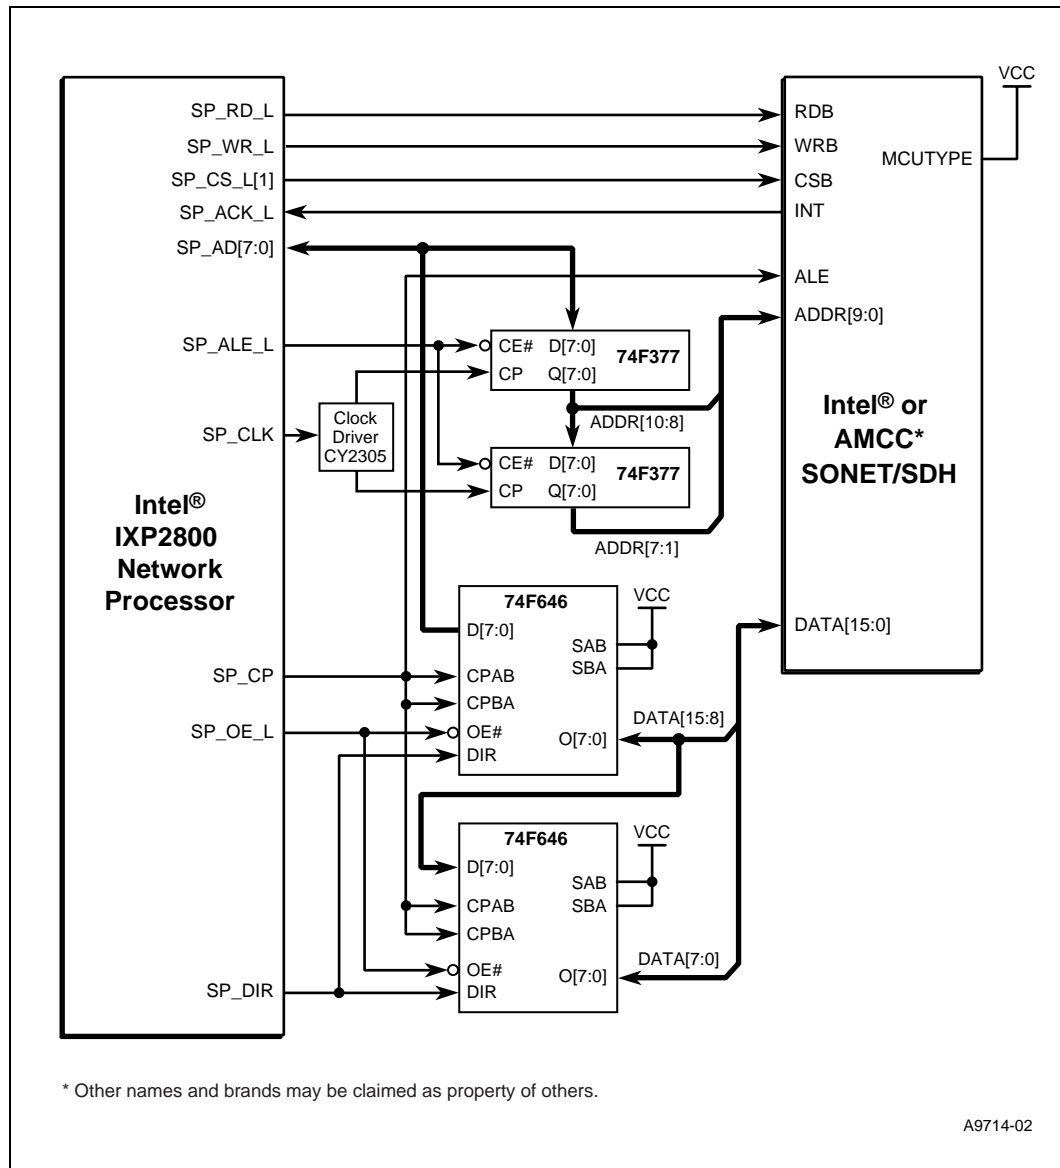 VCC
SP_RD_L
RDB
SP_WR_L
WRB
MCUTYPE
SP_CS_L[1]
CSB
SP_ACK_L
INT
SP_AD[7:0]
ALE
ADDR[9:0]
SP_ALE_L
CE# D[7:0]
74F377
CP Q[7:0]
ADDR[10:8]
SP_CLK
Clock
Driver
CY2305
CE# D[7:0]
74F377
CP Q[7:0]
ADDR[7:1]
Intel® or
AMCC*
SONET/SDH
Intel®
IXP2800
Network
Processor
74F646
VCC
D[7:0]
SAB
SBA
DATA[15:0]
SP_CP
CPAB
CPBA
DATA[15:8]
SP_OE_L
OE#
O[7:0]
DIR
74F646
VCC
D[7:0]
SAB
SBA
CPAB
CPBA
DATA[7:0]
OE#
O[7:0]
SP_DIR
DIR
* Other names and brands may be claimed as property of others.
A9714-02